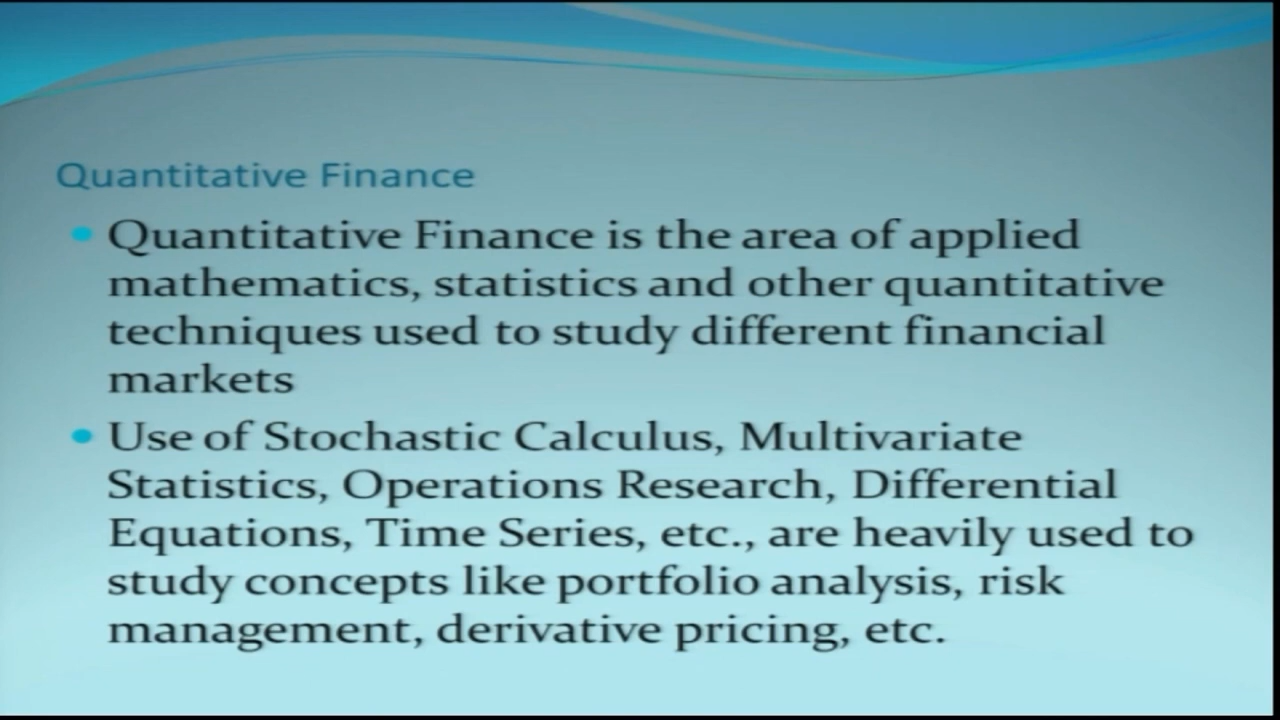 Quantitative Finance
• Quantitative Finance is the area of applied
mathematics, statistics and other quantitative
techniques used to study different financial
markets
• Use of Stochastic Calculus, Multivariate
Statistics, Operations Research, Differential
Equations, Time Series, etc., are heavily used to
study concepts like portfolio analysis, risk
management, derivative pricing, etc.